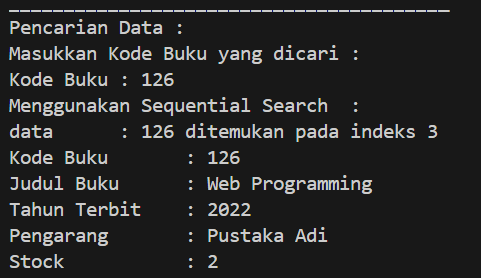 _________________________________________
Pencarian Data :
Masukkan Kode Buku yang dicari :
Kode Buku : 126
Menggunakan Sequential Search  :
data      : 126 ditemukan pada indeks 3
Kode Buku       : 126
Judul Buku      : Web Programming
Tahun Terbit    : 2022
Pengarang       : Pustaka Adi
Stock           : 2